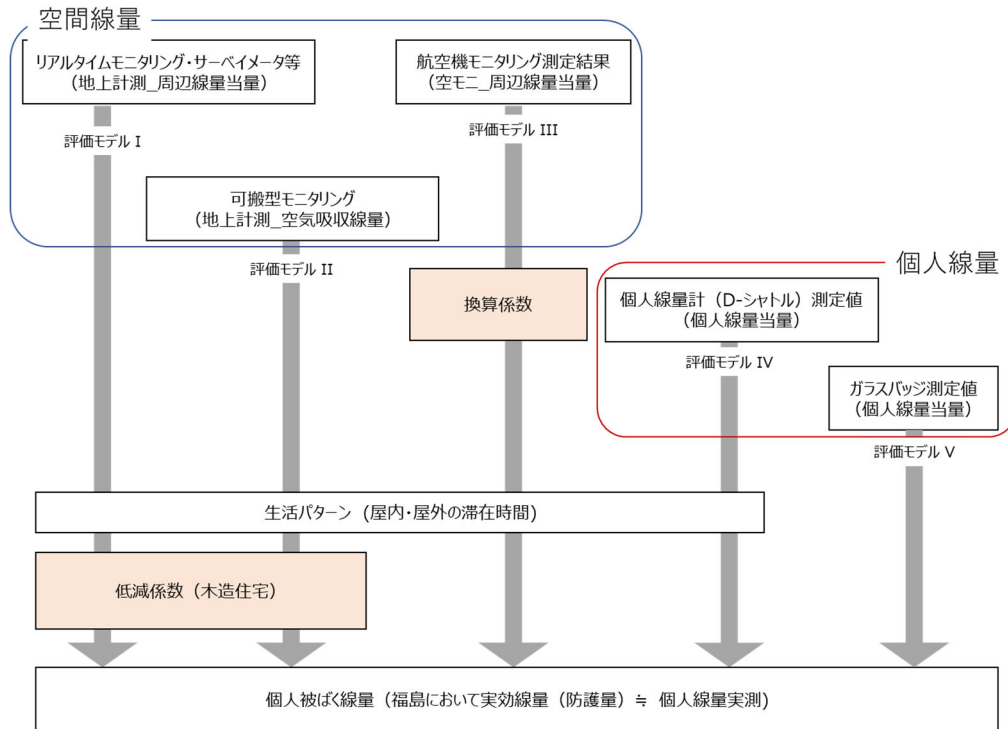 空間線量
リアルタイムモニタリング・サーベイメータ等
(地上計測_周辺線量当量)
航空機モニタリング測定結果
(空モニ_周辺線量当量)
評価モデル I
評価モデル III
可搬型モニタリング
(地上計測_空気吸収線量)
評価モデル II
個人線量
換算係数
個人線量計（D-シャトル）測定値
(個人線量当量)
評価モデル IV
ガラスバッジ測定値
(個人線量当量)
評価モデル V
生活パターン (屋内・屋外の滞在時間)
低減係数（木造住宅）
個人被ばく線量（福島において実効線量（防護量）≒ 個人線量実測)